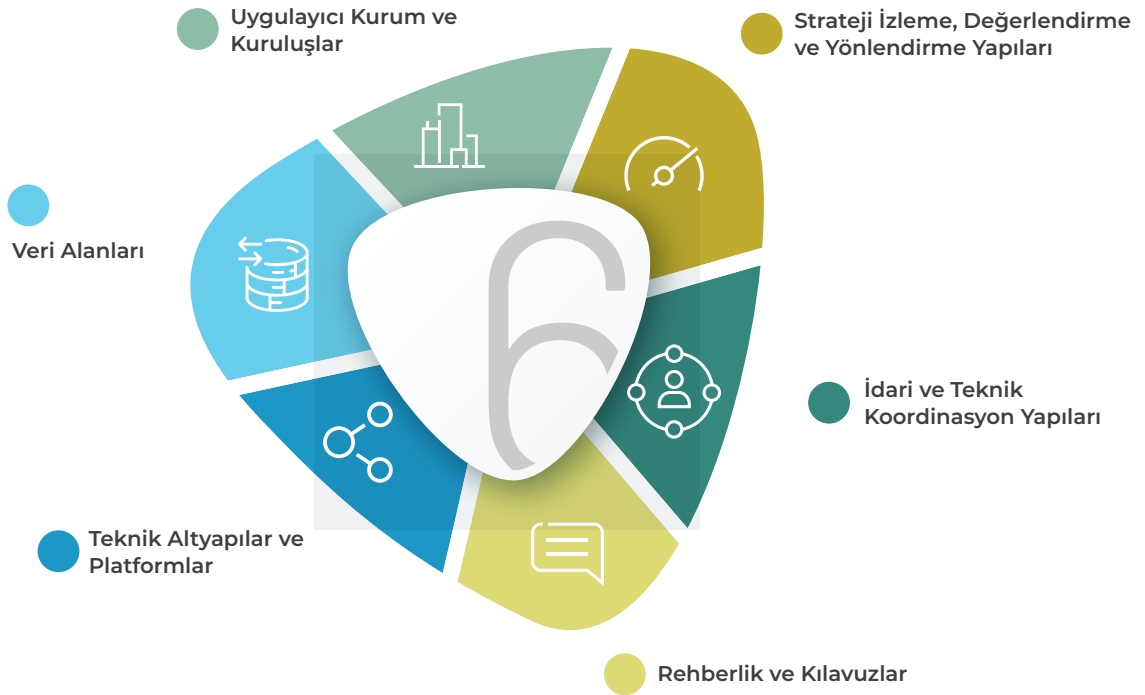 Uygulayıcı Kurum ve
Kuruluşlar
Strateji İzleme, Değerlendirme
ve Yönlendirme Yapıları
Veri Alanları
6
İdari ve Teknik
Koordinasyon Yapıları
Teknik Altyapılar ve
Platformlar
Rehberlik ve Kılavuzlar